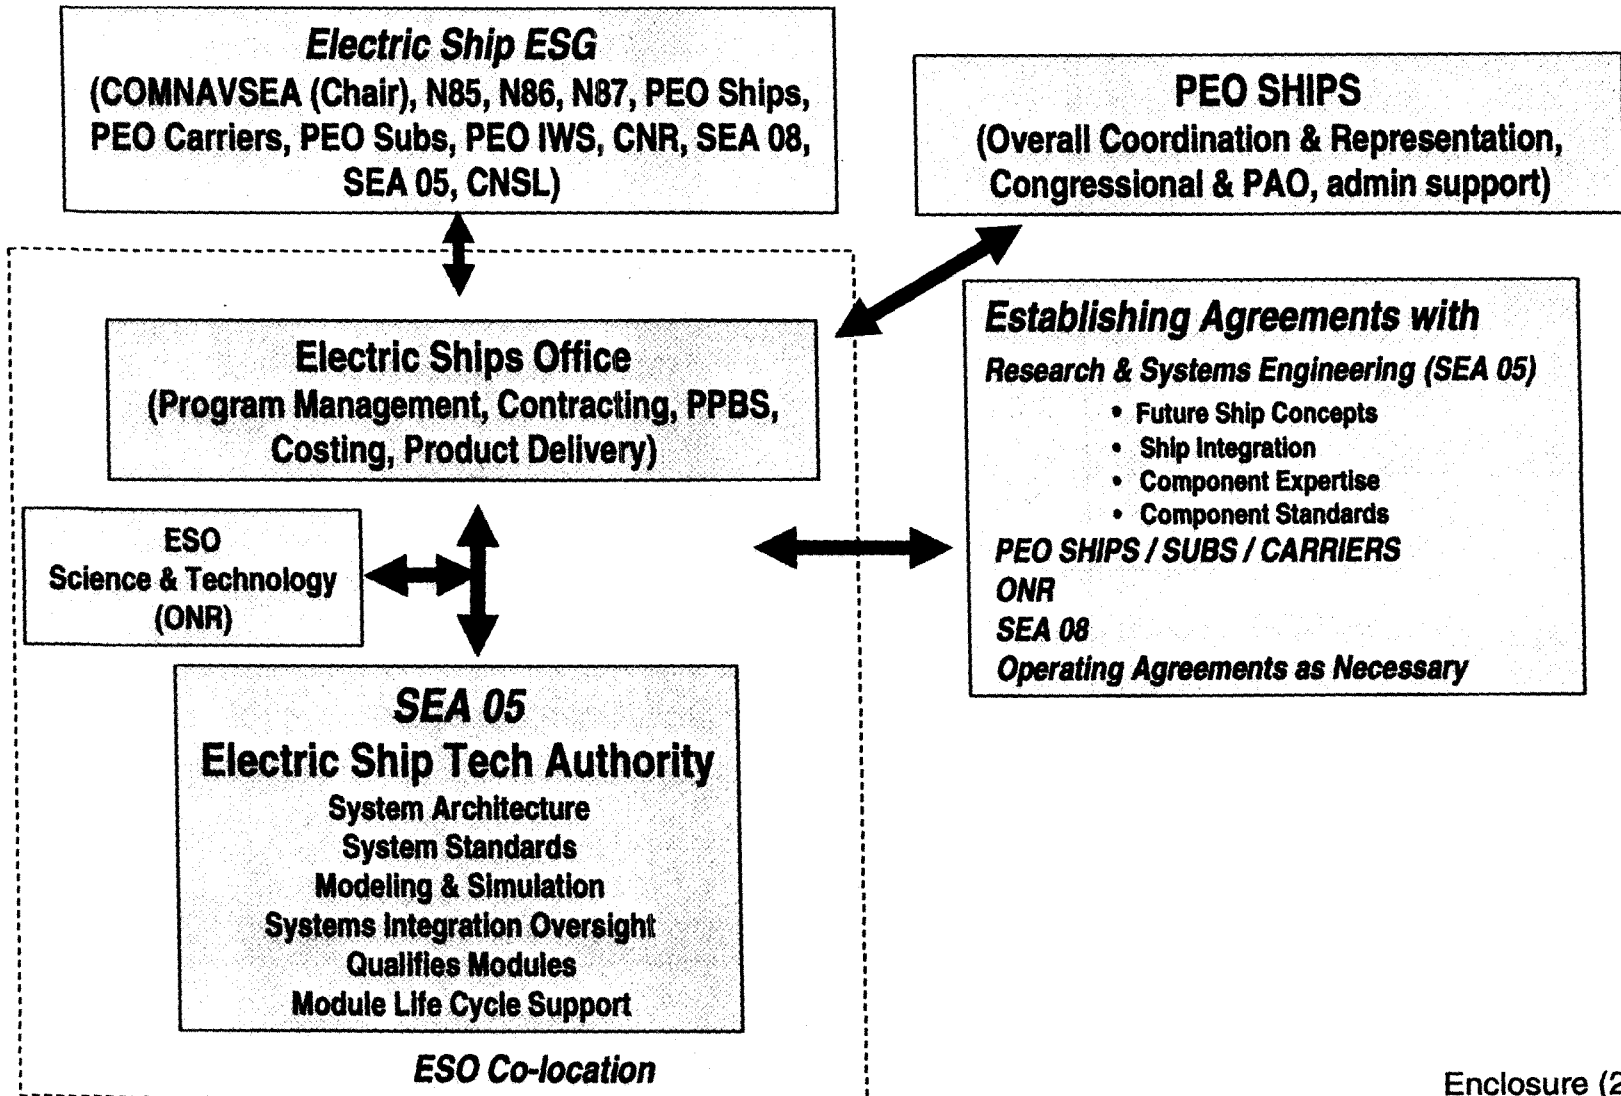 Electric Ship ESG
(COMNAVSEA (Chair), N85, N86, N87, PEO Ships,
PEO Carriers, PEO Subs, PEO IWS, CNR, SEA 08,
SEA 05, CNSL)
PEO SHIPS
(Overall Coordination & Representation,
Congressional & PAO, admin support)
Electric Ships Office
(Program Management, Contracting, PPBS,
Costing, Product Delivery)
Establishing Agreements with
Research & Systems Engineering (SEA 05)
• Future Ship Concepts
• Ship Integration
• Component Expertise
• Component Standards
PEO SHIPS / SUBS / CARRIERS
ONR
SEA 08
Operating Agreements as Necessary
ESO
Science & Technology
(ONR)
SEA 05
Electric Ship Tech Authority
System Architecture
System Standards
Modeling & Simulation
Systems Integration Oversight
Qualifies Modules
Module Life Cycle Support
ESO Co-location
Enclosure (2